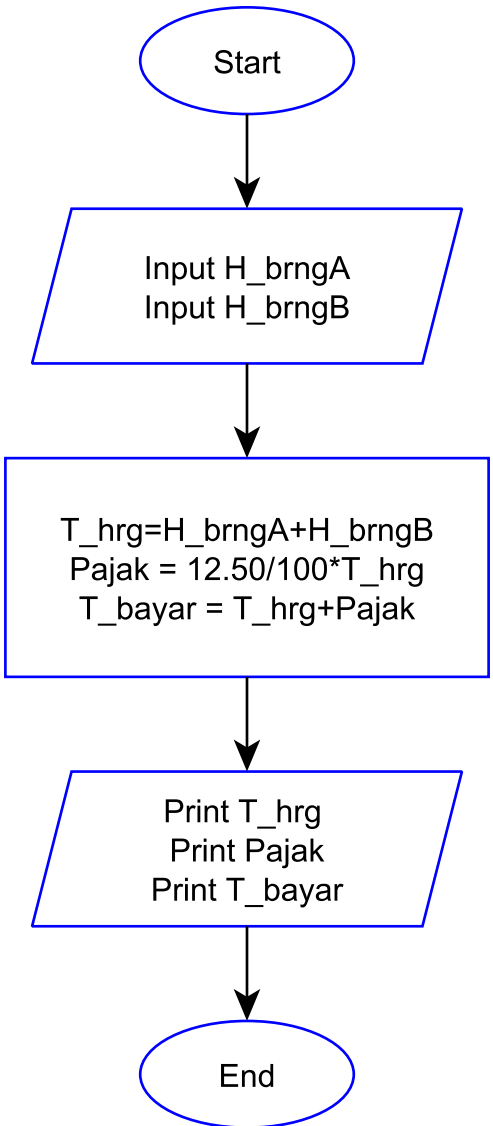 Start
Input H_brngA
Input H_brngB
T_hrg=H_brngA+H_brngB
Pajak = 12.50/100*T_hrg
T_bayar = T_hrg+Pajak
Print T_hrg
Print Pajak
Print T_bayar
End